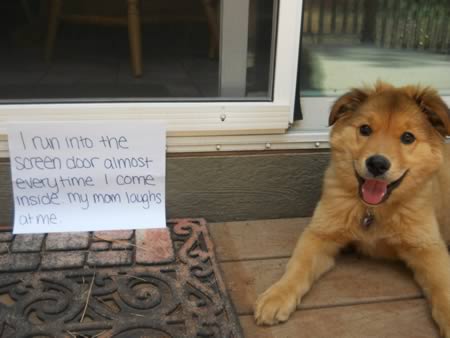 I run into the
screen door almost
everytime I come
inside. my mom laughs
at me.